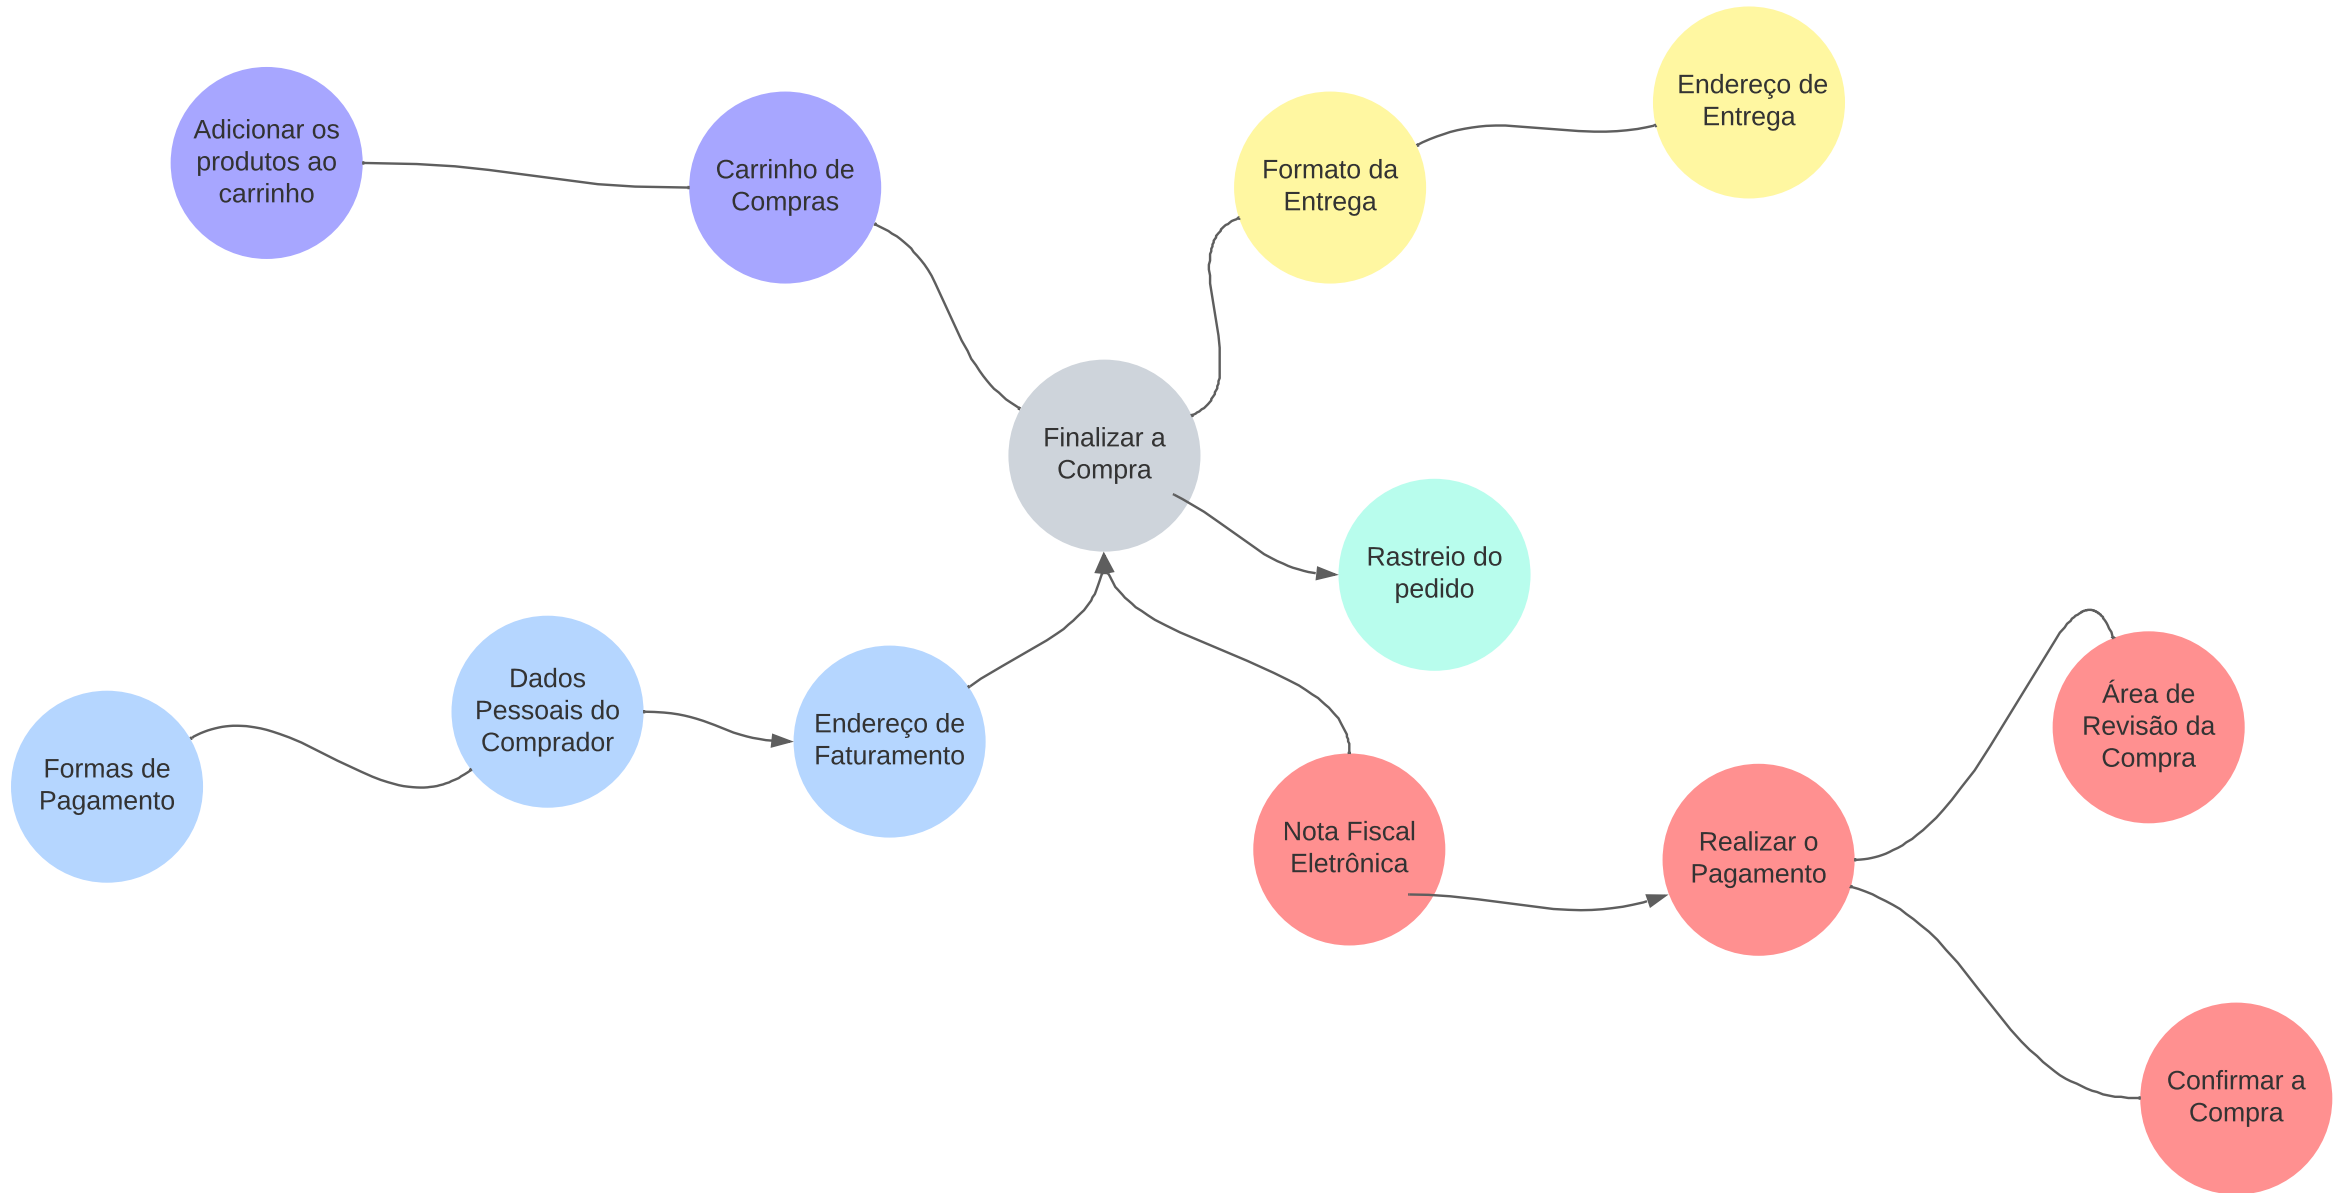 Adicionar os
produtos ao
carrinho
Carrinho de
Compras
Formato da
Entrega
Endereço de
Entrega
Finalizar a
Compra
Rastreio do
pedido
Formas de
Pagamento
Dados
Pessoais do
Comprador
Endereço de
Faturamento
Nota Fiscal
Eletrônica
Realizar o
Pagamento
Área de
Revisão da
Compra
Confirmar a
Compra